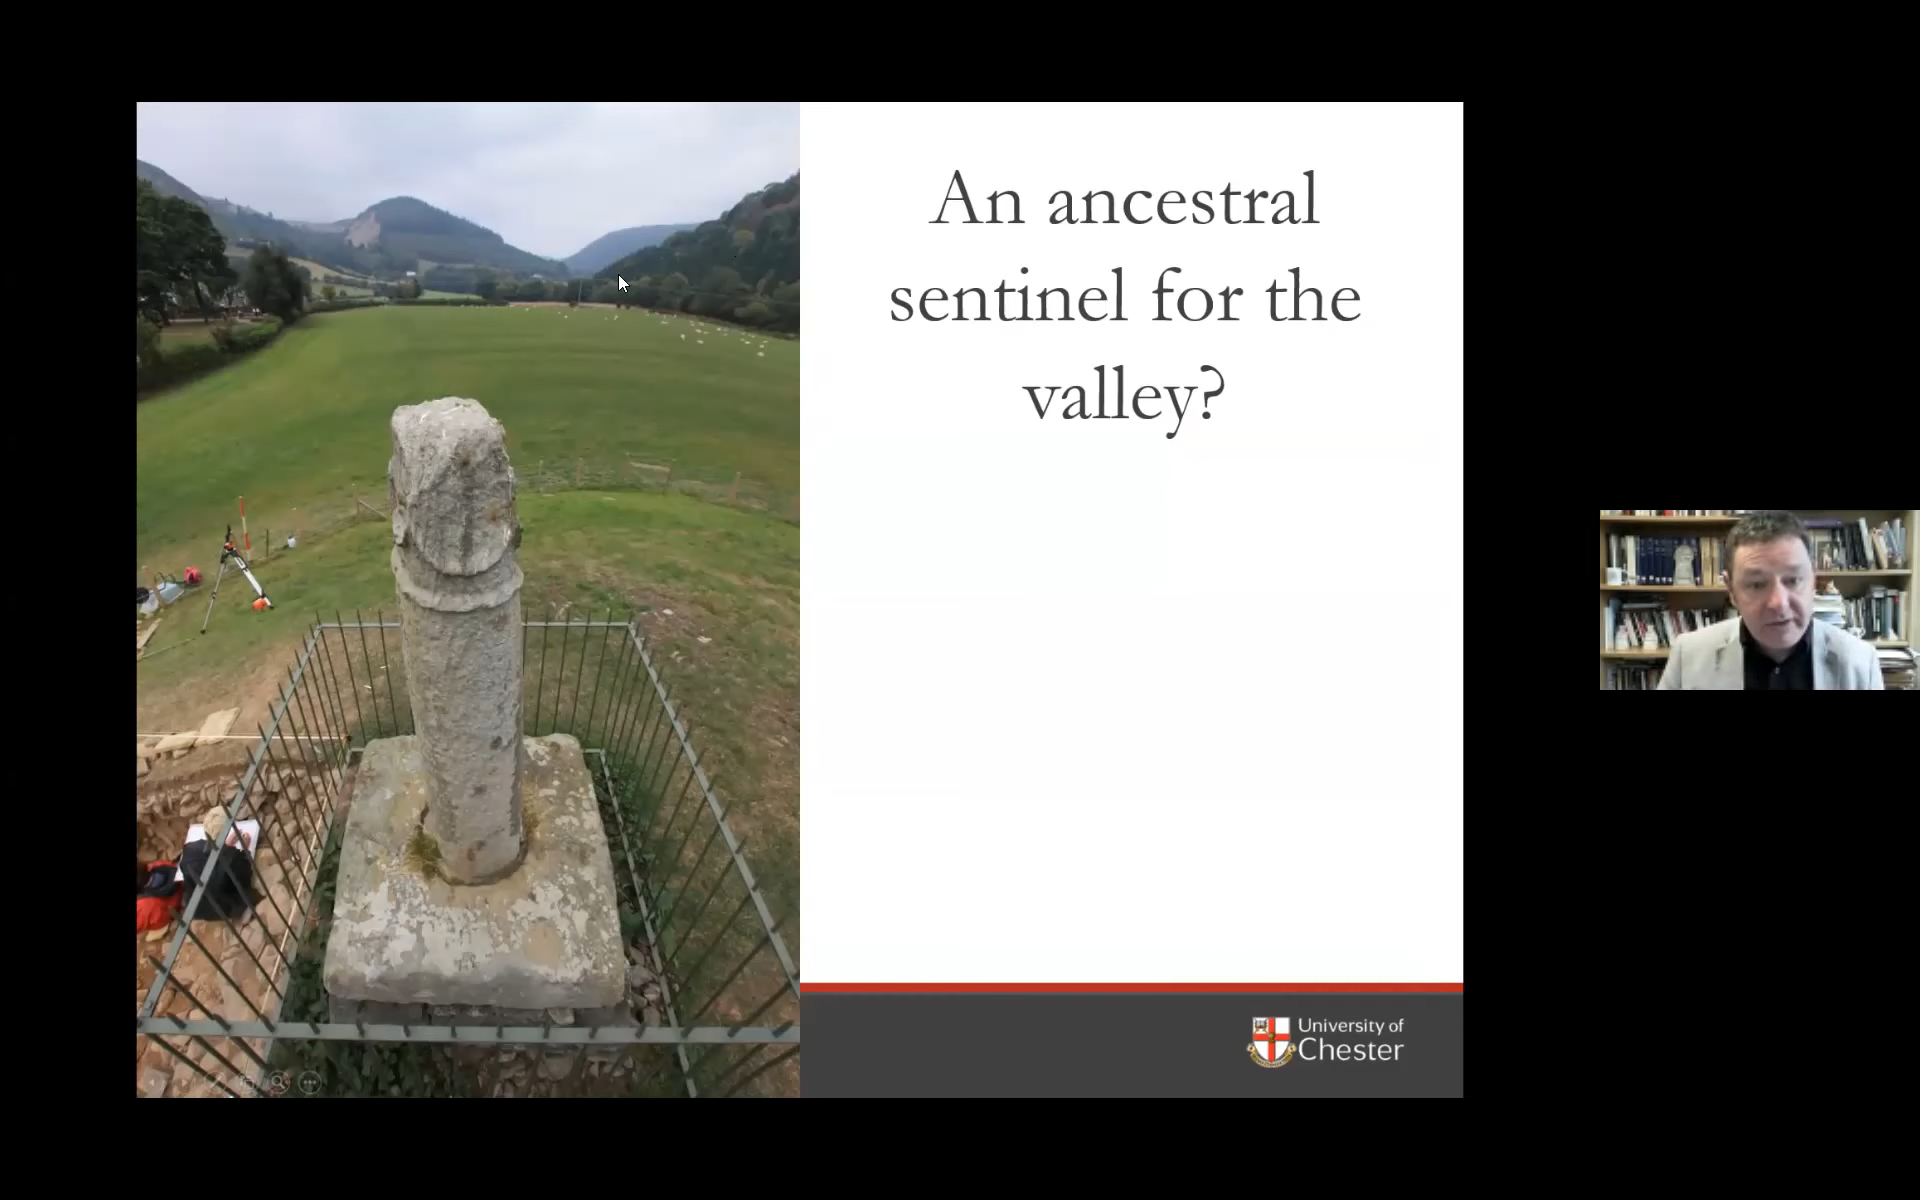 An ancestral
sentinel for the
valley?
University of
Chester